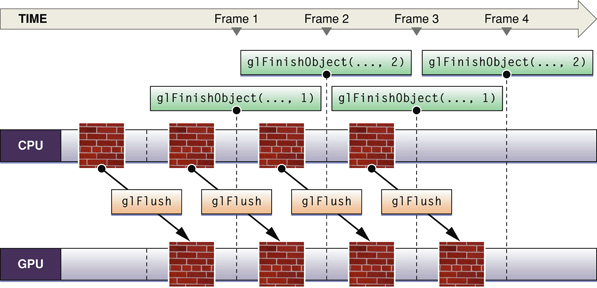 TIME
Frame 1
Frame 2
Frame 3
Frame 4
glFinishObject(..., 2)
glFinishObject(..., 2)
glFinishObject(..., 1)
glFinishObject(..., 1)
CPU
glFlush
glFlush
glFlush
glFlush
GPU